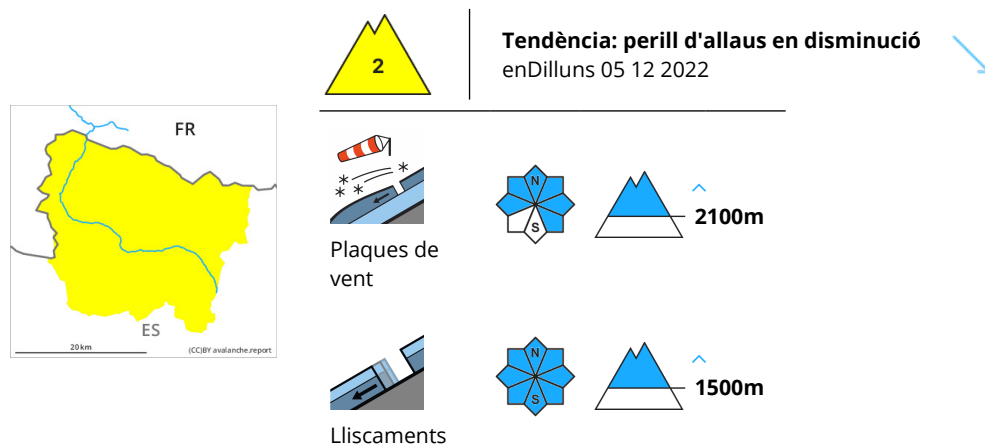 2
Tendència: perill d'allaus en disminució
enDilluns 05 12 2022
FR
ES
20 km
(CC)BY avalanche.report
N
S
2100m
Plaques de
vent
N
S
1500m
Lliscaments